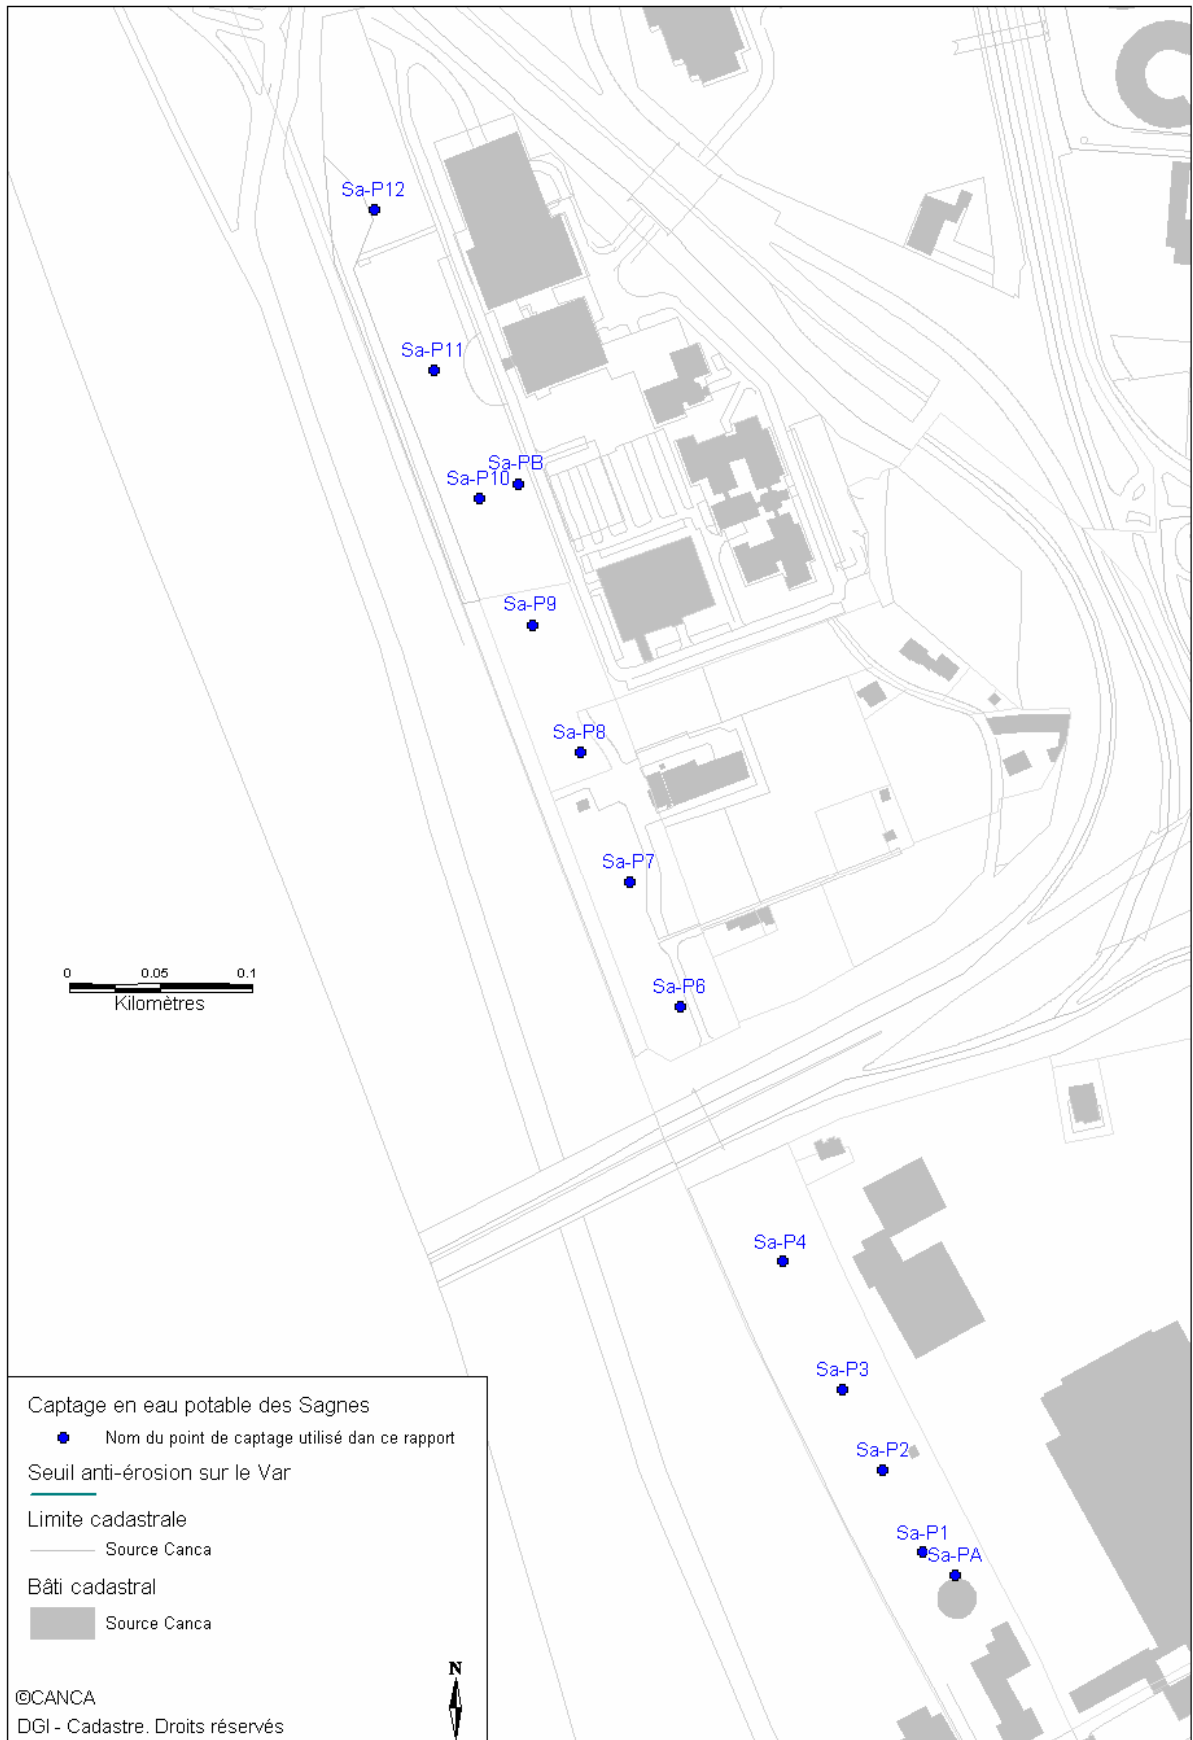 Sa-P12
Sa-P11
Sa-PB
Sa-P10
Sa-P9
Sa-P8
Sa-P7
0 0.05 0.1
Kilomètres
Sa-P6
Sa-P4
Sa-P3
Sa-P2
Sa-P1
Sa-PA
Captage en eau potable des Sagnes
Nom du point de captage utilisé dan ce rapport
Seuil anti-érosion sur le Var
Limite cadastrale
Source Canca
Bâti cadastral
Source Canca
N
©CANCA
DGI - Cadastre. Droits réservés